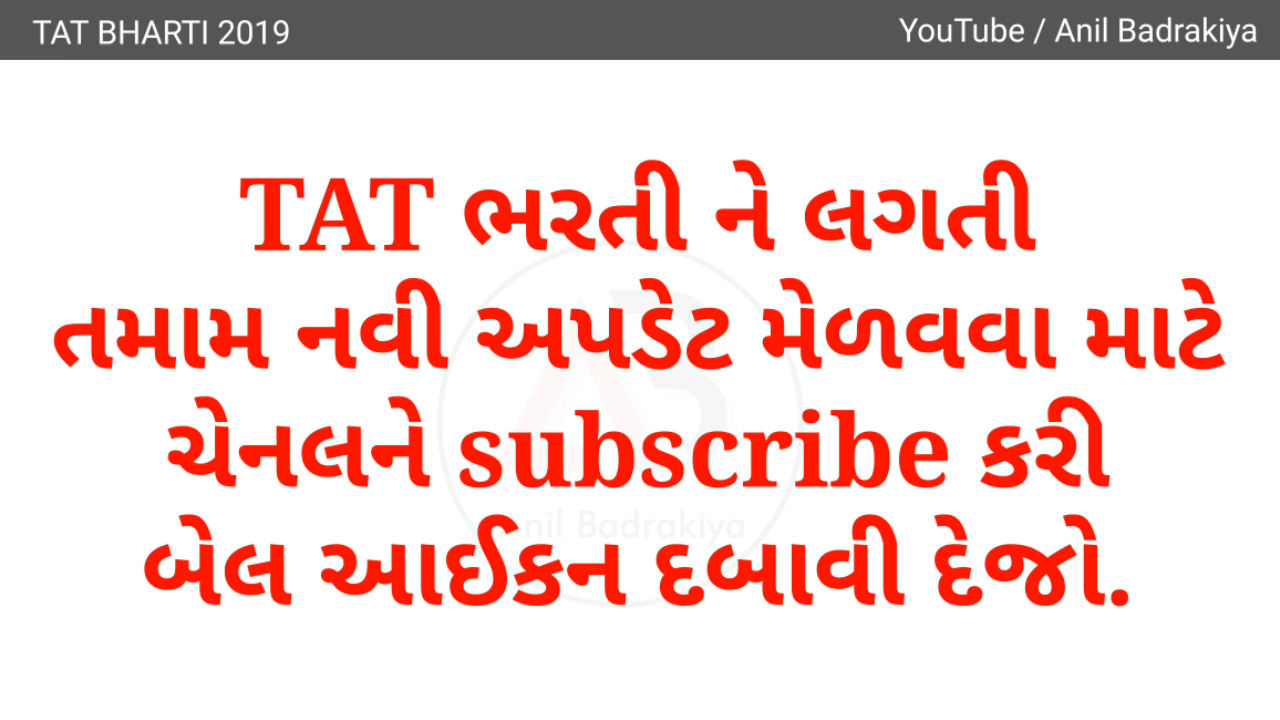 TAT BHARTI 2019
YouTube / Anil Badrakiya
TAT ભરતી ને લગતી
તમામ નવી અપડેટ મેળવવા માટે
ચેનલને subscribe કરી
બેલ આઈકન દબાવી દેજો.
AB
Anil Badrakiya